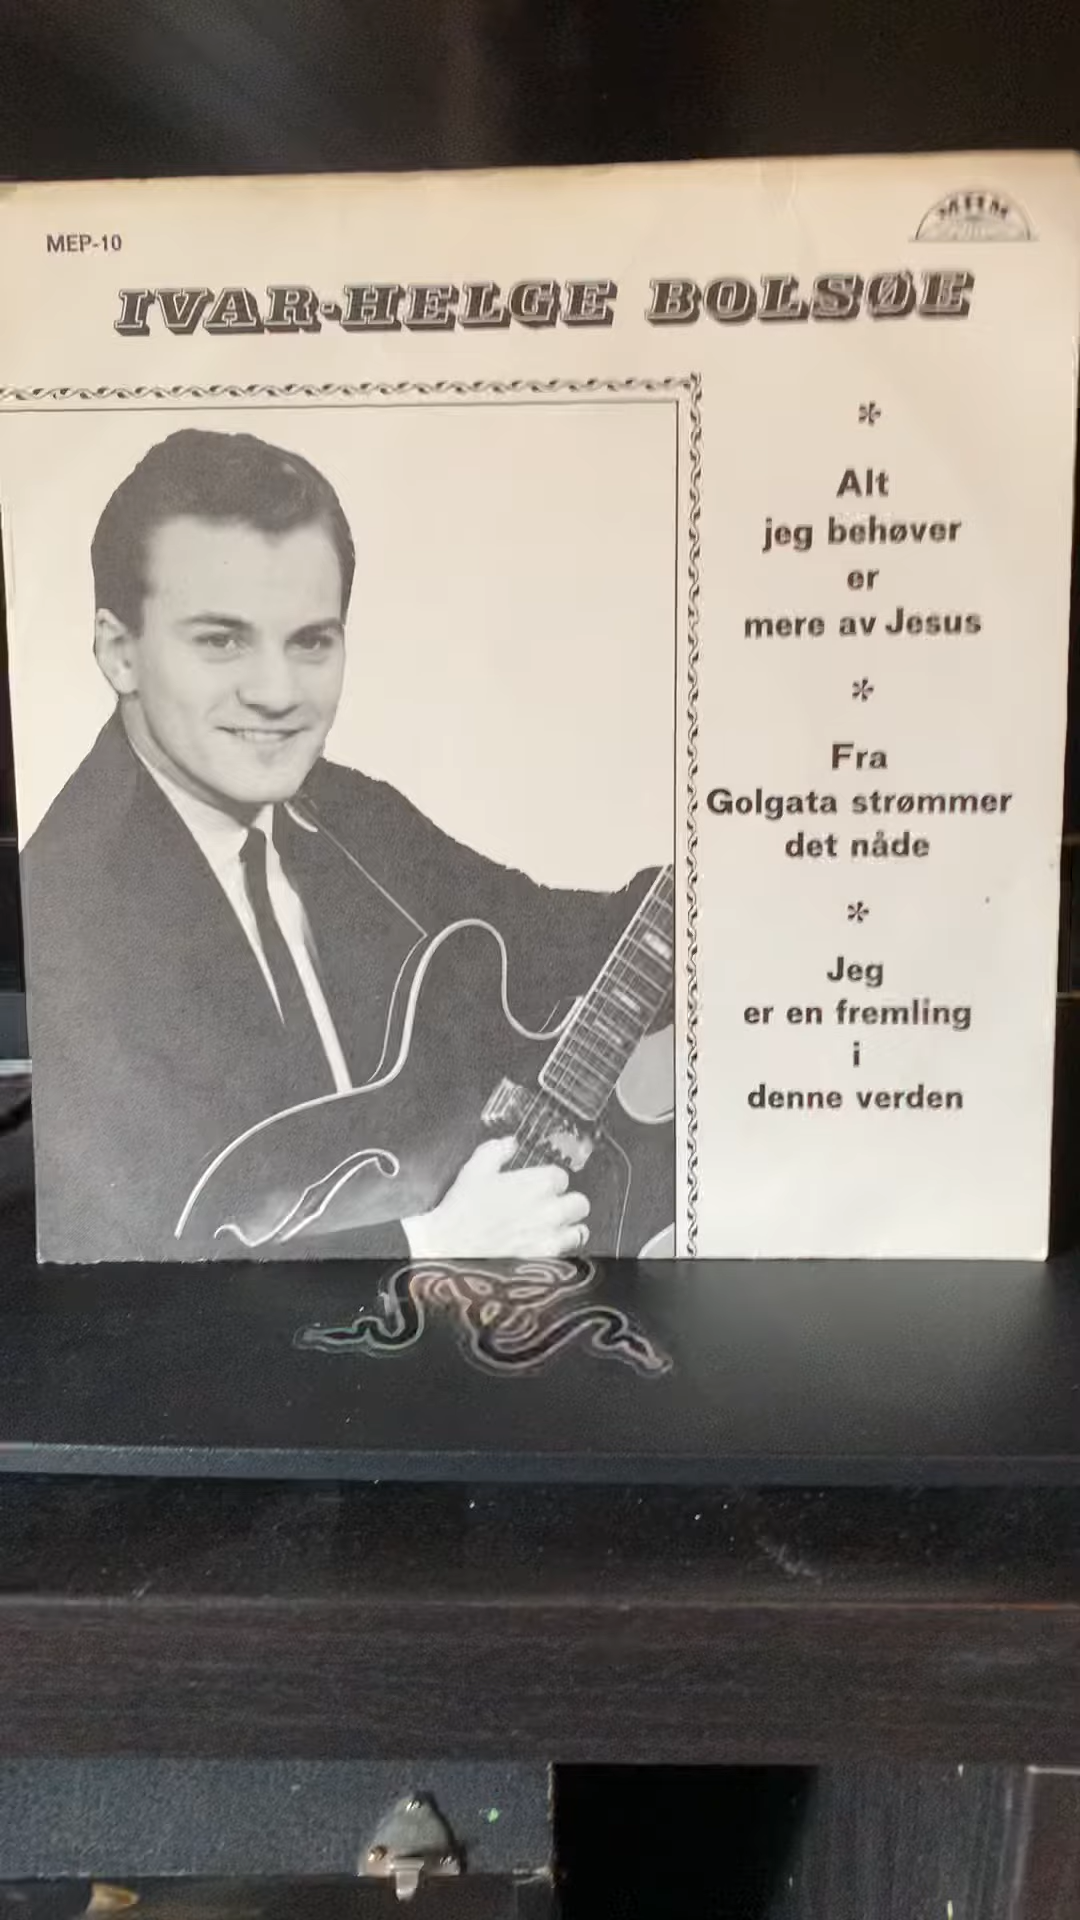 MEP-10
IVAR-HELGE BOLSØE
Alt
jeg behøver
er
mere av Jesus
Fra
Golgata strømmer
det nåde
Jeg
er en fremling
i
denne verden